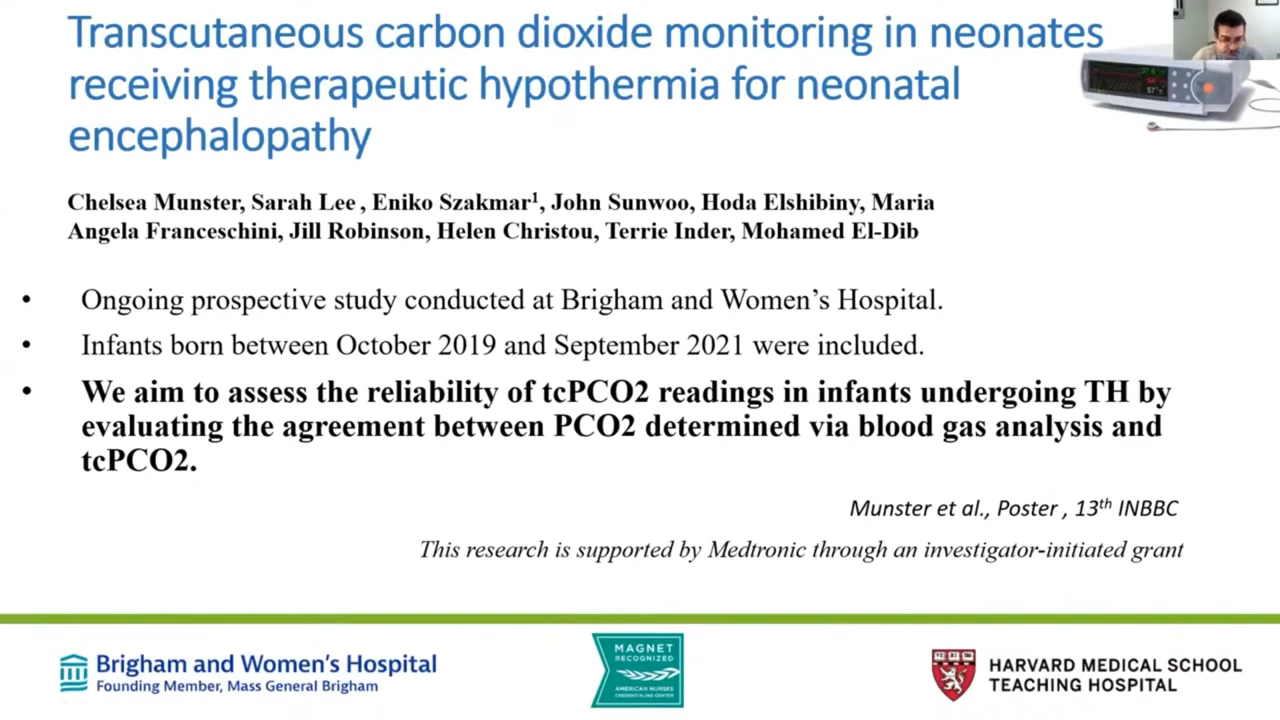 Transcutaneous carbon dioxide monitoring in neonates
receiving therapeutic hypothermia for neonatal
encephalopathy
Chelsea Munster, Sarah Lee , Eniko Szakmar¹, John Sunwoo, Hoda Elshibiny, Maria
Angela Franceschini, Jill Robinson, Helen Christou, Terrie Inder, Mohamed El-Dib
• Ongoing prospective study conducted at Brigham and Women’s Hospital.
• Infants born between October 2019 and September 2021 were included.
• We aim to assess the reliability of tcPCO2 readings in infants undergoing TH by
evaluating the agreement between PCO2 determined via blood gas analysis and
tcPCO2.
Munster et al., Poster , 13th INBBC
This research is supported by Medtronic through an investigator-initiated grant
Brigham and Women’s Hospital
Founding Member, Mass General Brigham
MAGNET
RECOGNIZED
AMERICAN NURSES
CREDENTIALING CENTER
HARVARD MEDICAL SCHOOL
TEACHING HOSPITAL